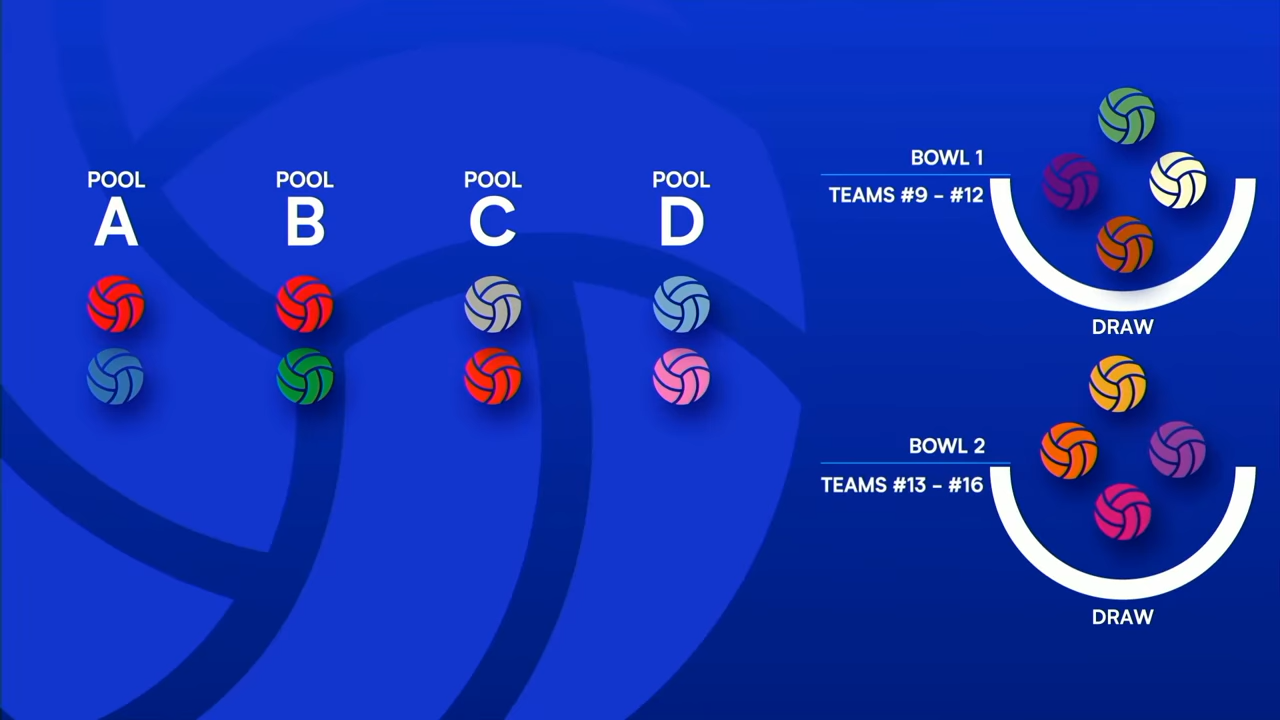 POOL
A
POOL
B
POOL
C
POOL
D
BOWL 1
TEAMS #9 – #12
DRAW
BOWL 2
TEAMS #13 – #16
DRAW